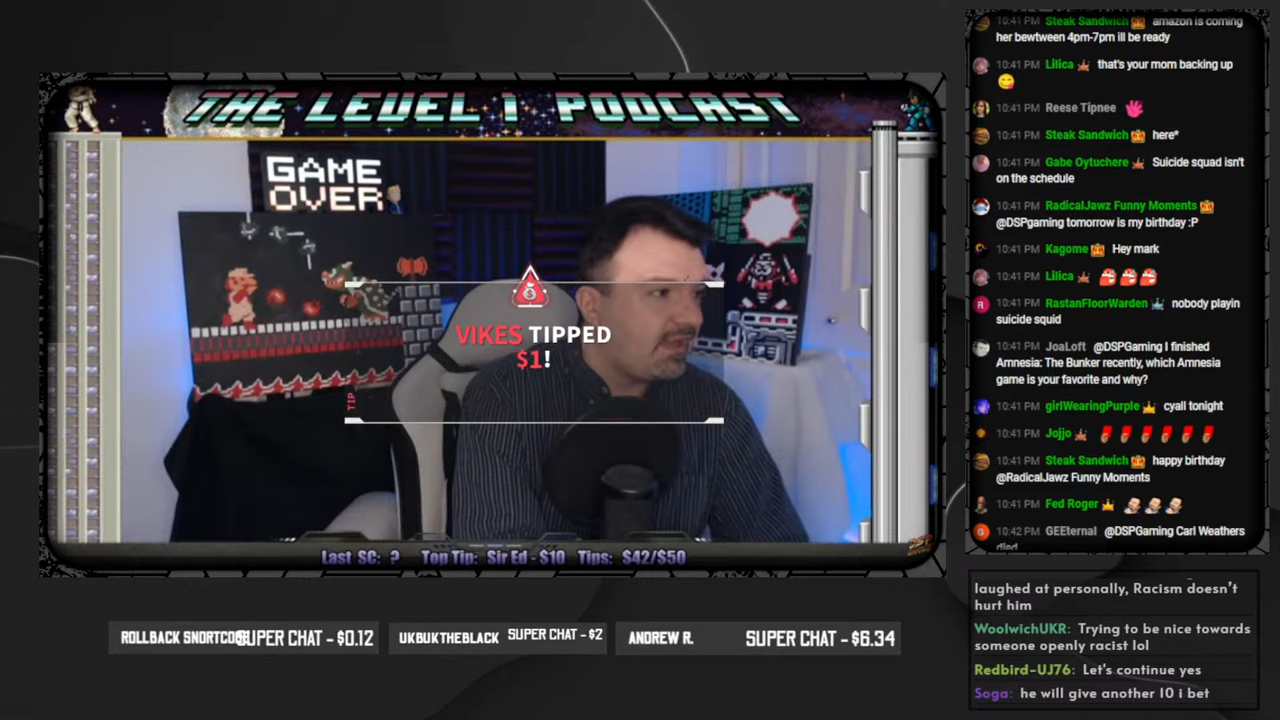 THE LEVEL 1 PODCAST
GAME
OVER
VIKES TIPPED
$1!
TIP
Last SC: ?
Top Tip: Sir Ed - $10
Tips: $42/$50
SUPER CHAT - $0.12
UKBUKTHEBLACK
SUPER CHAT - $2
ANDREW R.
SUPER CHAT - $6.34
10:41 PM Steak Sandwich amazon is coming
her bewtween 4pm-7pm ill be ready
10:41 PM Lilica that's your mom backing up
10:41 PM Reese Tipnee
10:41 PM Steak Sandwich here*
10:41 PM Gabe Oytuchere Suicide squad isn't
on the schedule
10:41 PM RadicalJawz Funny Moments
@DSPgaming tomorrow is my birthday :P
10:41 PM Kagome Hey mark
10:41 PM Lilica
10:41 PM RastanFloorWarden nobody playin
suicide squid
10:41 PM JoaLoft @DSPgaming I finished
Amnesia: The Bunker recently, which Amnesia
game is your favorite and why?
10:41 PM girlWearingPurple cyall tonight
10:41 PM Jojjo
10:41 PM Steak Sandwich happy birthday
@RadicalJawz Funny Moments
10:41 PM Fed Roger
10:42 PM GEEternal @DSPGaming Carl Weathers
died
laughed at personally, Racism doesn't
hurt him
WoolwichUKR: Trying to be nice towards
someone openly racist lol
Redbird-UJ76: Let's continue yes
Soga: he will give another 10 i bet